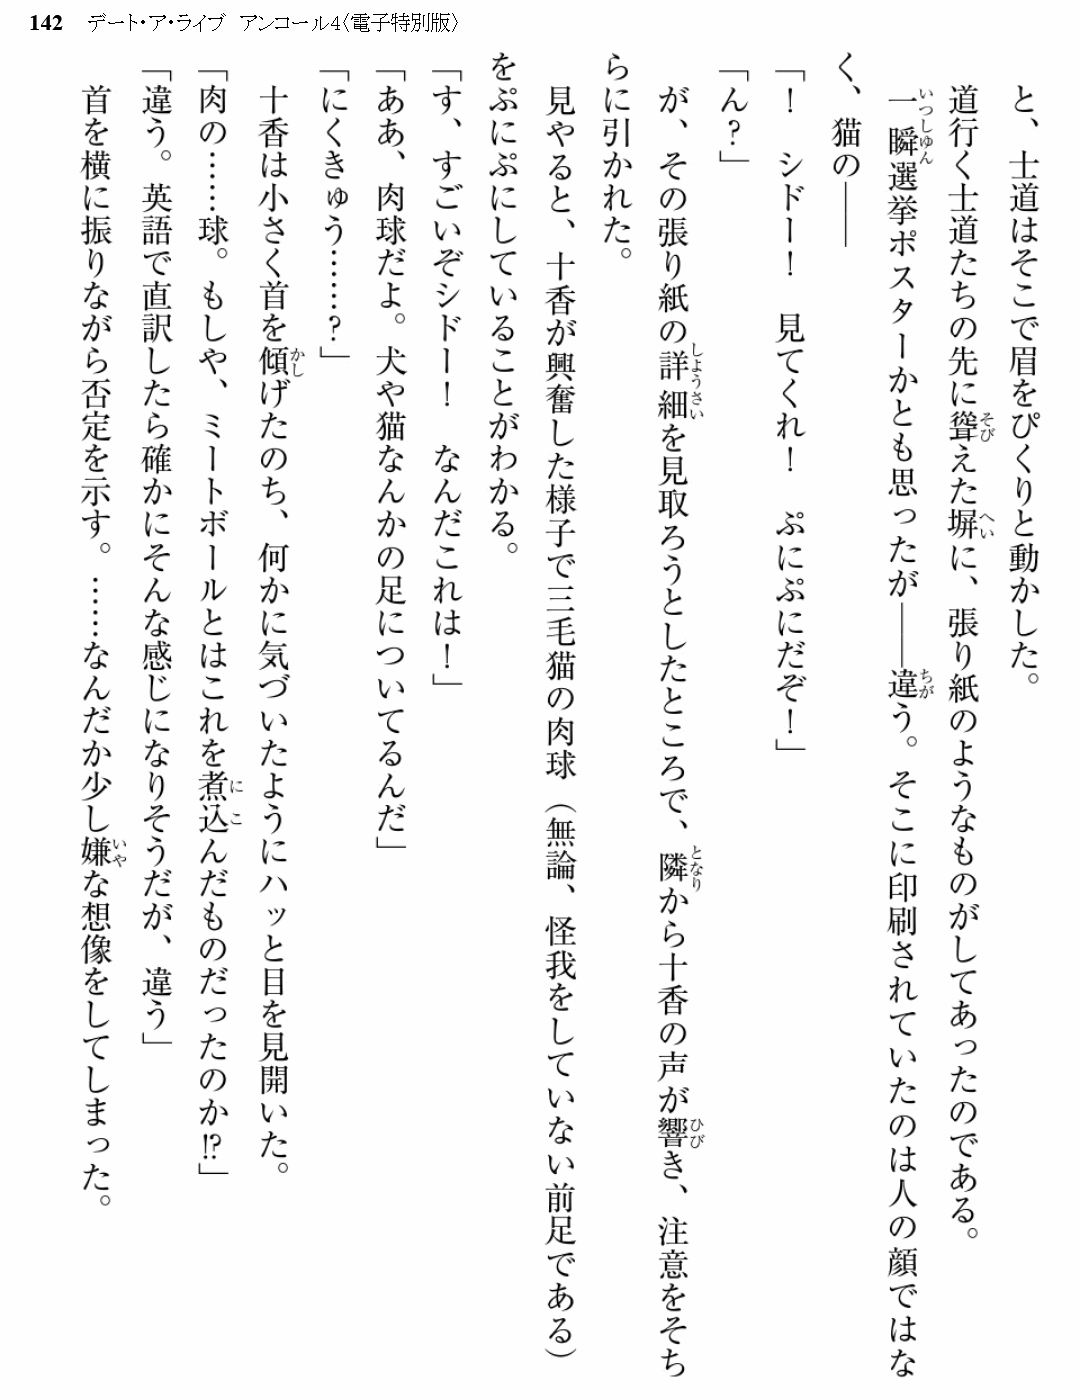 142 デート・ア・ライブ アンコール4〈電子特別版〉
と、士道はそこで眉をぴくりと動かした。
道行く士道たちの先に聳えた塀に、張り紙のようなものがしてあったのである。
一瞬選挙ポスターかとも思ったが――違う。そこに印刷されていたのは人の顔ではな
く、猫の――
「！　シドー！　見てくれ！　ぷにぷにだぞ！」
「ん？」
が、その張り紙の詳細を見取ろうとしたところで、隣から十香の声が響き、注意をそち
らに引かれた。
見やると、十香が興奮した様子で三毛猫の肉球（無論、怪我をしていない前足である）
をぷにぷにしていることがわかる。
「す、すごいぞシドー！　なんだこれは！」
「ああ、肉球だよ。犬や猫なんかの足についてるんだ」
「にくきゅう……？」
十香は小さく首を傾げたのち、何かに気づいたようにハッと目を見開いた。
「肉の……球。もしや、ミートボールとはこれを煮込んだものだったのか⁉」
「違う。英語で直訳したら確かにそんな感じになりそうだが、違う」
首を横に振りながら否定を示す。……なんだか少し嫌な想像をしてしまった。